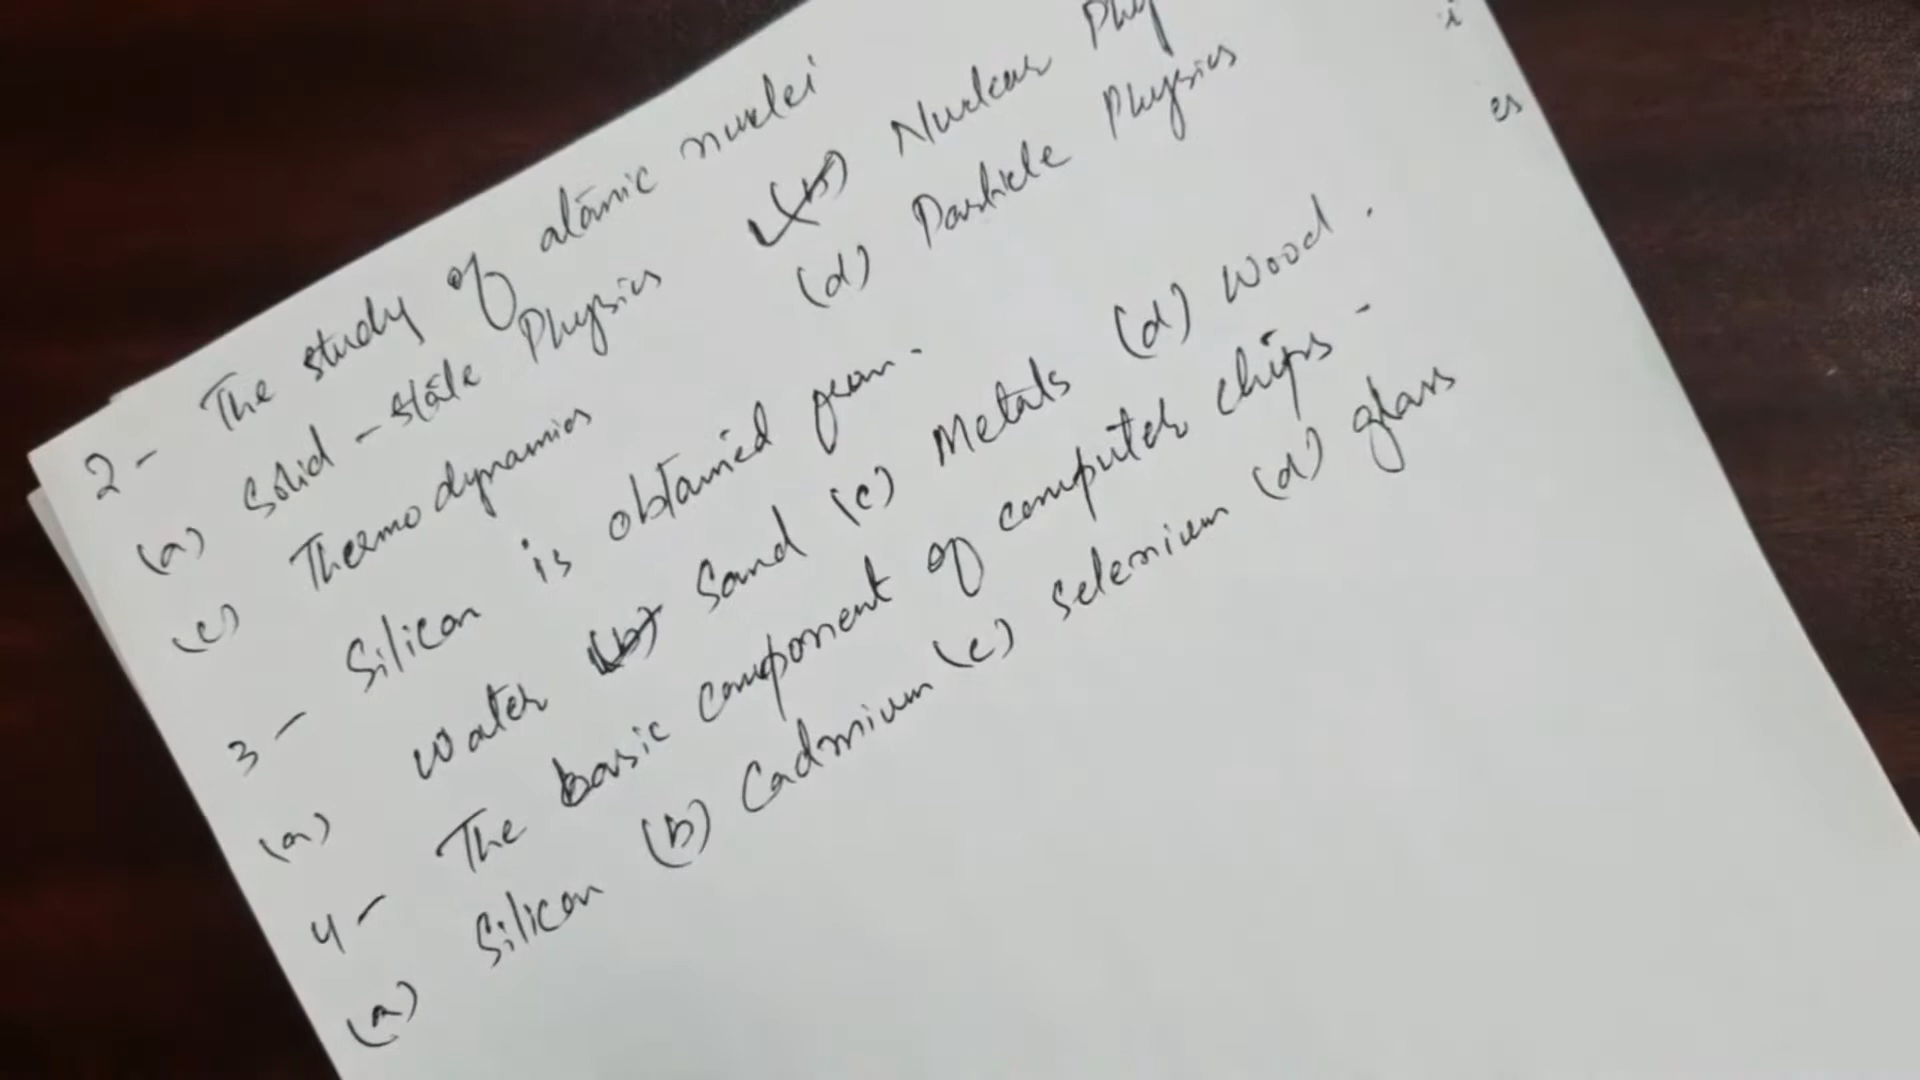 2- The study of atomic nuclei
(a) Solid-state Physics (b) Nuclear Phy
(c) Thermodynamics (d) Particle Physics
3- Silicon is obtained from.
(a) Water (b) Sand (c) Metals (d) Wood.
4- The basic component of computer chips-
(a) Silicon (b) Cadmium (c) selenium (d) glass